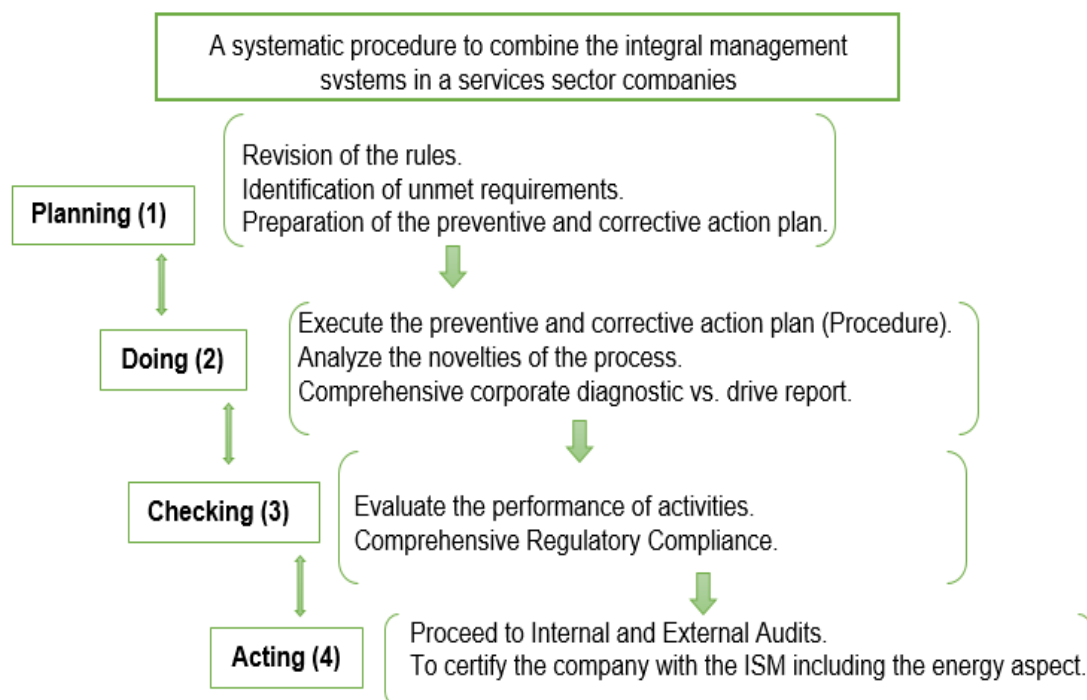 A systematic procedure to combine the integral management
systems in a services sector companies
Planning (1)
Revision of the rules.
Identification of unmet requirements.
Preparation of the preventive and corrective action plan.
Doing (2)
Execute the preventive and corrective action plan (Procedure).
Analyze the novelties of the process.
Comprehensive corporate diagnostic vs. drive report.
Checking (3)
Evaluate the performance of activities.
Comprehensive Regulatory Compliance.
Acting (4)
Proceed to Internal and External Audits.
To certify the company with the ISM including the energy aspect.